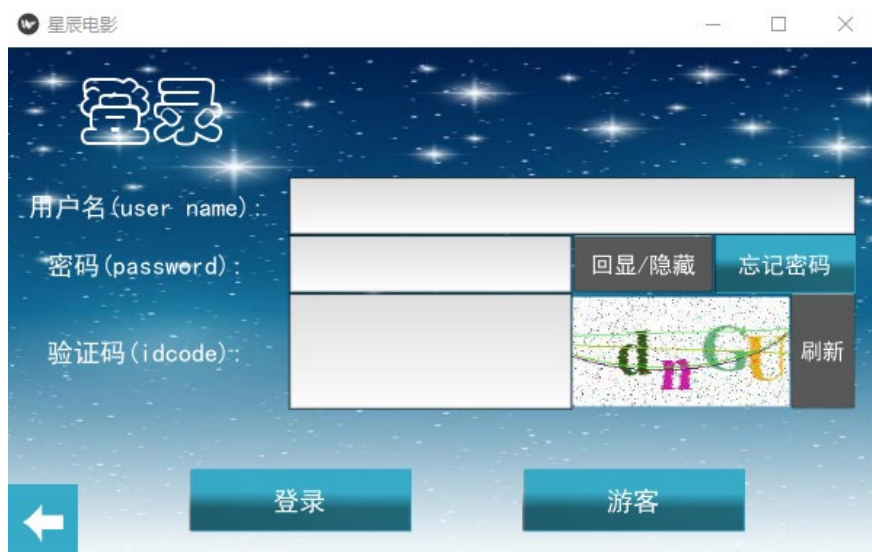 星辰电影
登录
用户名(user name):
密码(password):
回显/隐藏
忘记密码
验证码(idcode):
dnGU
刷新
登录
游客